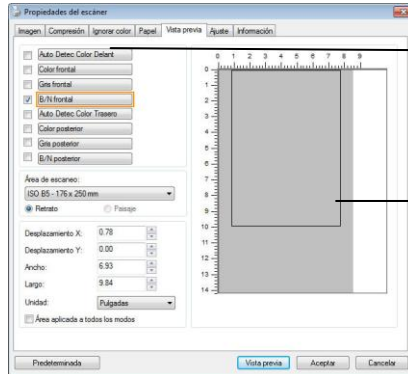 Propiedades del escáner
Imagen Compresión Ignorar color Papel Vista previa Ajuste Información
Auto Detec Color Delant
Color frontal
Gris frontal
B/N frontal
Auto Detec Color Trasero
Color posterior
Gris posterior
B/N posterior
Área de escaneo:
ISO B5 - 176 x 250 mm
Retrato Paisaje
Desplazamiento X: 0.78
Desplazamiento Y: 0.00
Ancho: 6.93
Largo: 9.84
Unidad: Pulgadas
Área aplicada a todos los modos
0 1 2 3 4 5 6 7 8 9
0
1
2
3
4
5
6
7
8
9
10
11
12
13
14
Predeterminada Vista previa Aceptar Cancelar